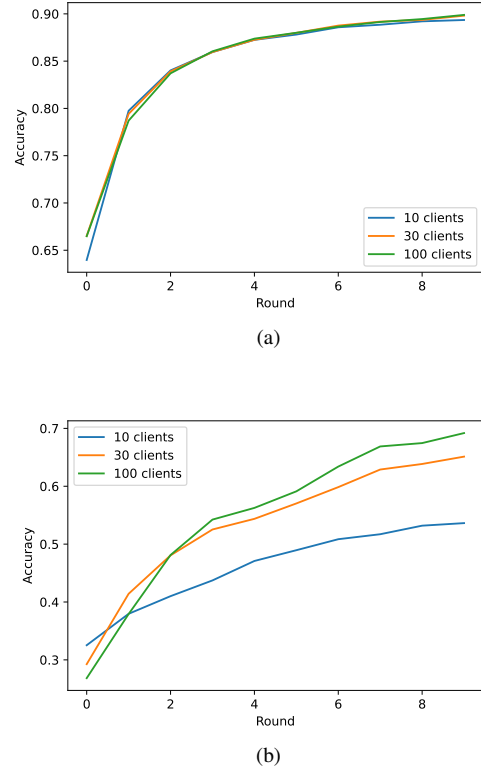 0.90
0.85
0.80
0.75
0.70
0.65
Accuracy
10 clients
30 clients
100 clients
0 2 4 6 8
Round
(a)
0.7
0.6
0.5
0.4
0.3
Accuracy
10 clients
30 clients
100 clients
0 2 4 6 8
Round
(b)